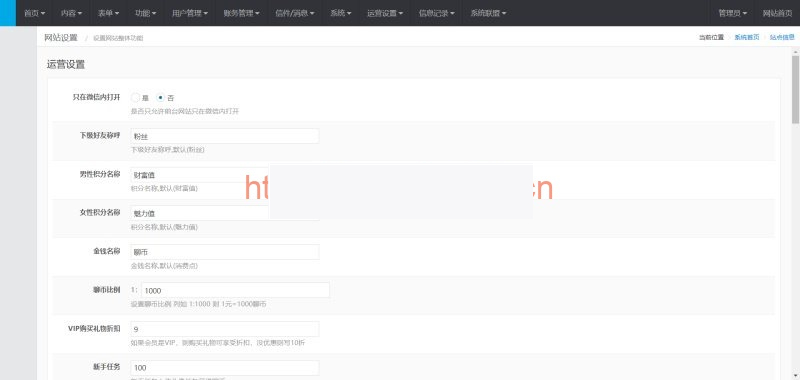 首页 内容 表单 功能 用户管理 账务管理 信件/消息 系统 运营设置 信息记录 系统联盟 管理员 网站首页
网站设置 / 设置网站整体功能 当前位置 系统首页 站点信息
运营设置
只在微信内打开 是 否
是否只允许前台网站只在微信内打开
下级好友称呼 粉丝
下级好友称呼,默认(粉丝)
男性积分名称 财富值
积分名称,默认(财富值)
女性积分名称 魅力值
积分名称,默认(魅力值)
金钱名称 聊币
金钱名称,默认(消费点)
聊币比例 1: 1000
设置聊币比例 列如 1:1000 则 1元=1000聊币
VIP购买礼物折扣 9
如果会员是VIP, 则购买礼物可享受折扣, 没优惠则写10折
新手任务 100